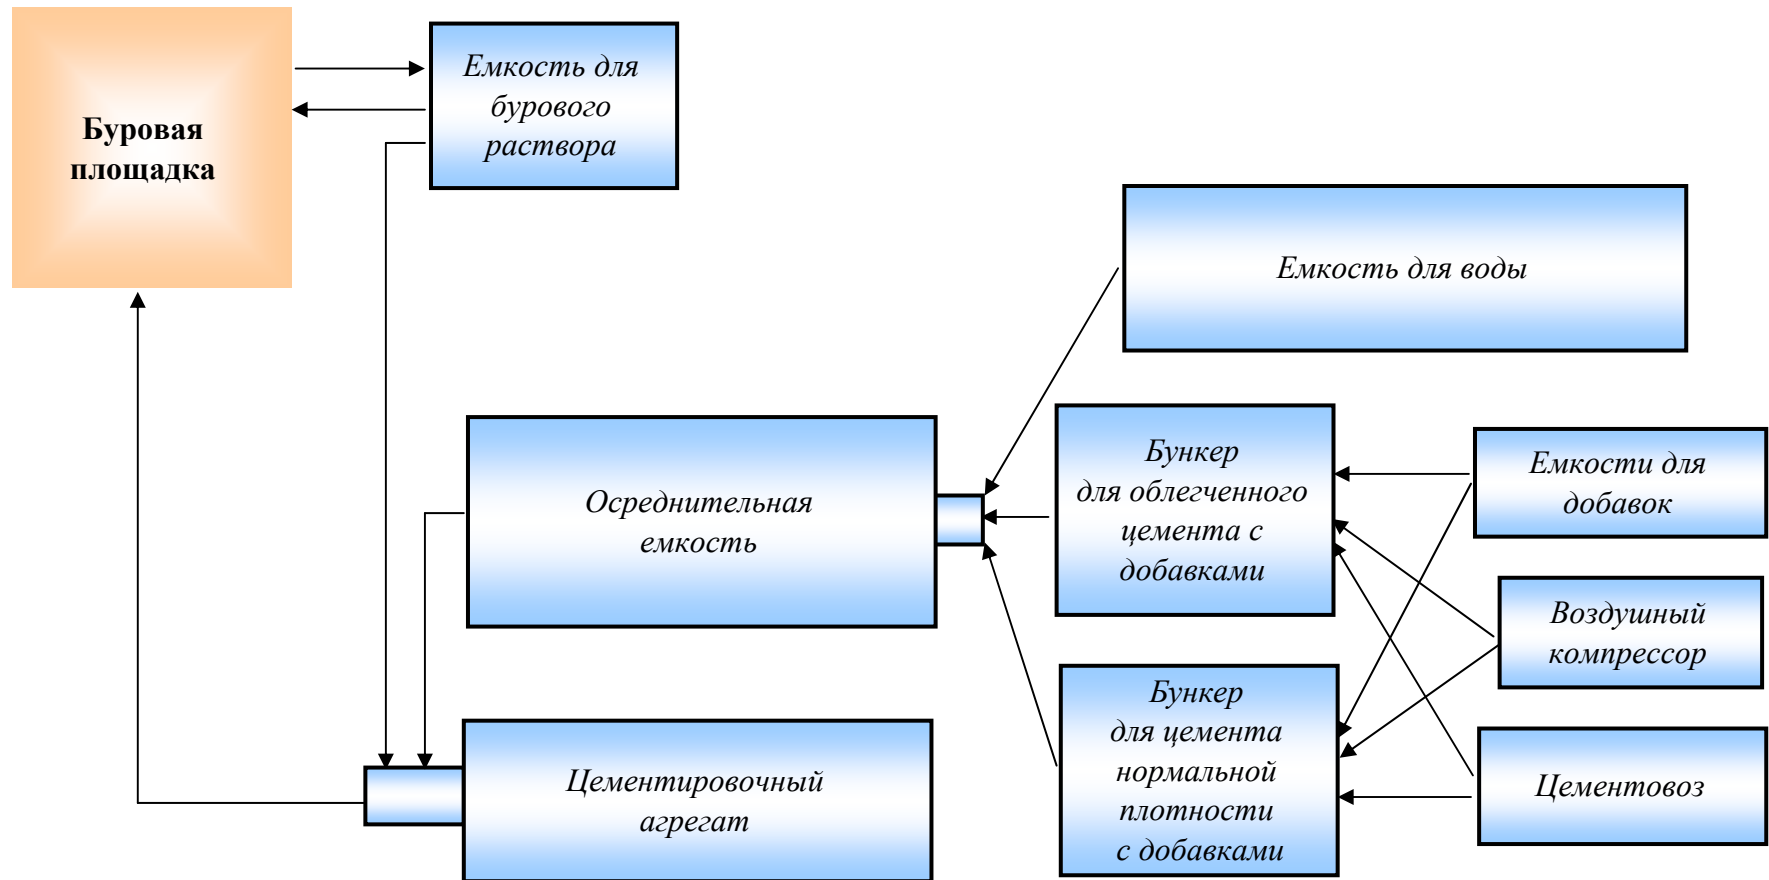 Буровая
площадка
Емкость для
бурового
раствора
Емкость для воды
Осреднительная
емкость
Бункер
для облегченного
цемента с
добавками
Емкости для
добавок
Воздушный
компрессор
Бункер
для цемента
нормальной
плотности
с добавками
Цементовоз
Цементировочный
агрегат